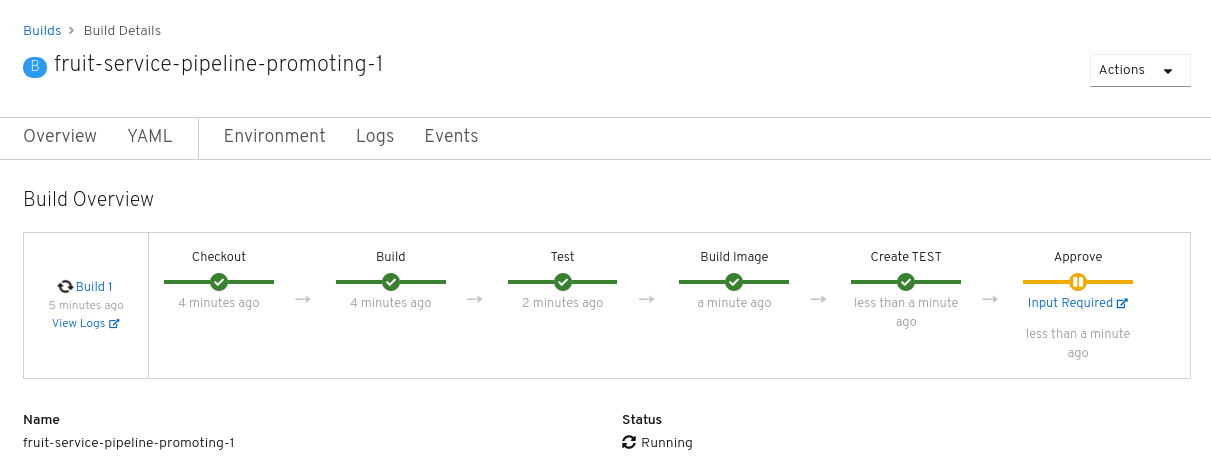 Builds > Build Details
B fruit-service-pipeline-promoting-1
Actions
Overview YAML Environment Logs Events
Build Overview
Build 1
5 minutes ago
View Logs
Checkout
4 minutes ago
Build
4 minutes ago
Test
2 minutes ago
Build Image
a minute ago
Create TEST
less than a minute
ago
Approve
Input Required
less than a minute
ago
Name
fruit-service-pipeline-promoting-1
Status
Running